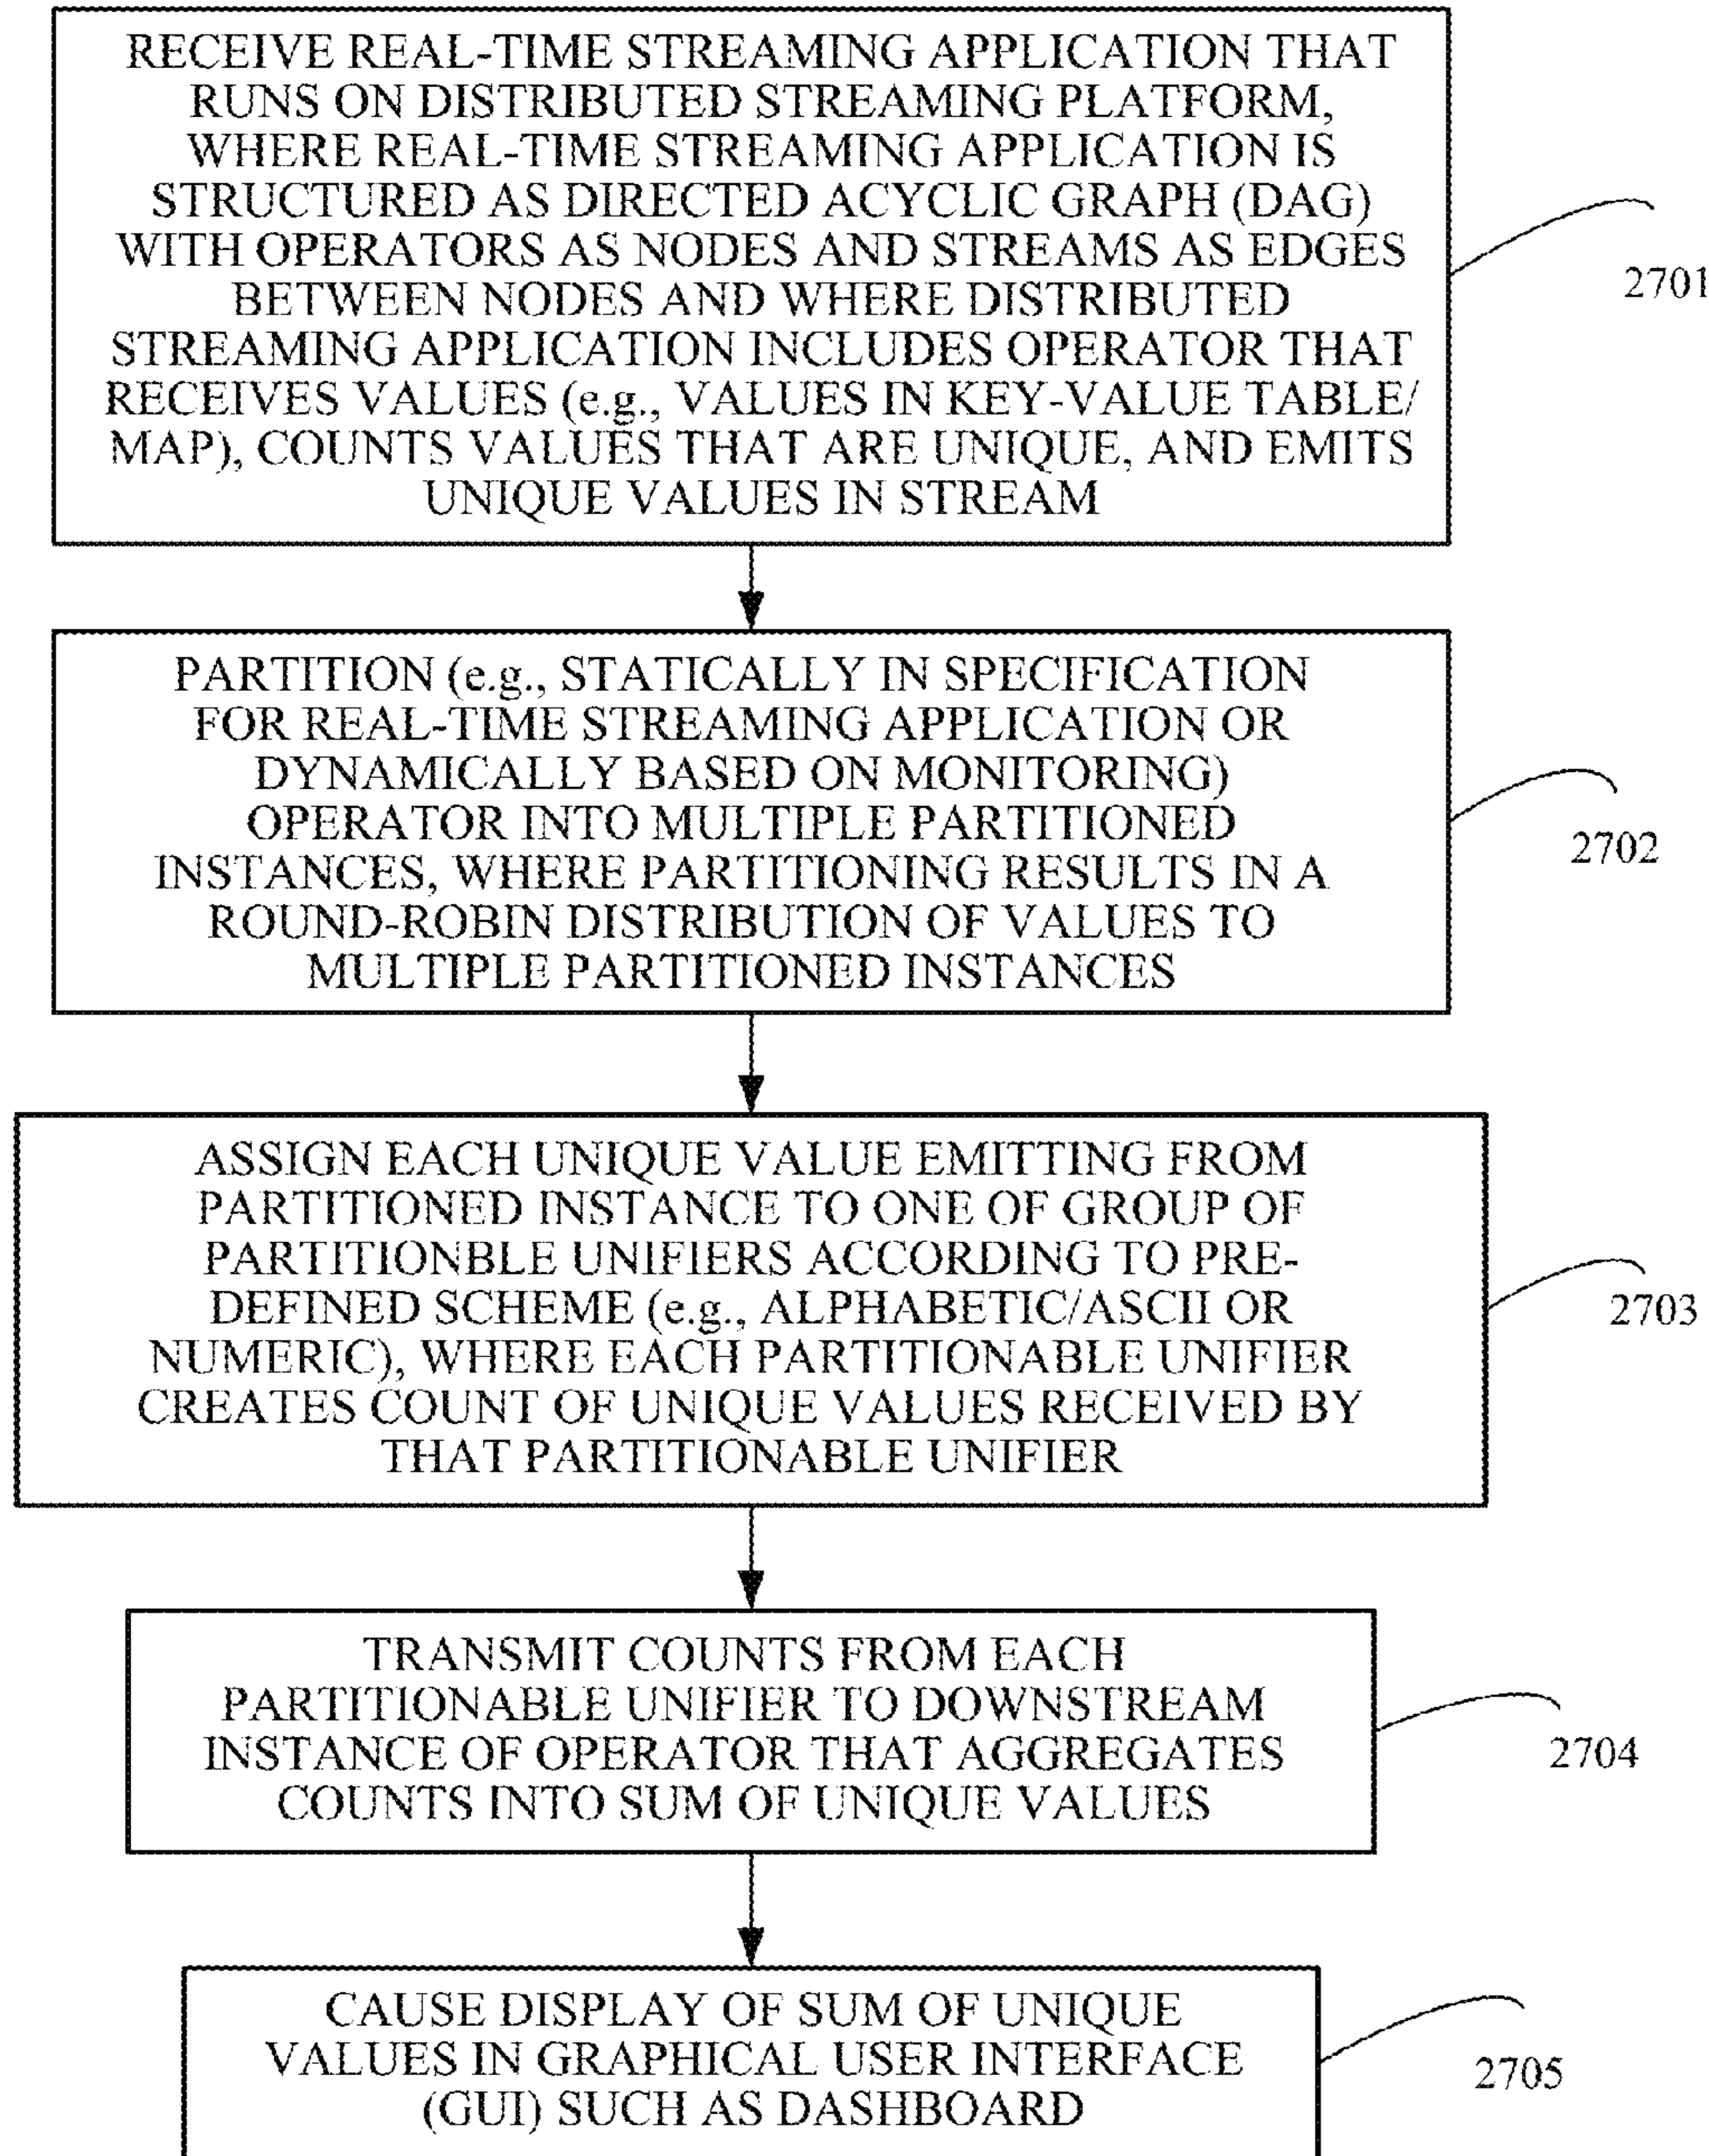 RECEIVE REAL-TIME STREAMING APPLICATION THAT
RUNS ON DISTRIBUTED STREAMING PLATFORM,
WHERE REAL-TIME STREAMING APPLICATION IS
STRUCTURED AS DIRECTED ACYCLIC GRAPH (DAG)
WITH OPERATORS AS NODES AND STREAMS AS EDGES
BETWEEN NODES AND WHERE DISTRIBUTED
STREAMING APPLICATION INCLUDES OPERATOR THAT
RECEIVES VALUES (e.g., VALUES IN KEY-VALUE TABLE/
MAP), COUNTS VALUES THAT ARE UNIQUE, AND EMITS
UNIQUE VALUES IN STREAM
2701
PARTITION (e.g., STATICALLY IN SPECIFICATION
FOR REAL-TIME STREAMING APPLICATION OR
DYNAMICALLY BASED ON MONITORING)
OPERATOR INTO MULTIPLE PARTITIONED
INSTANCES, WHERE PARTITIONING RESULTS IN A
ROUND-ROBIN DISTRIBUTION OF VALUES TO
MULTIPLE PARTITIONED INSTANCES
2702
ASSIGN EACH UNIQUE VALUE EMITTING FROM
PARTITIONED INSTANCE TO ONE OF GROUP OF
PARTITIONBLE UNIFIERS ACCORDING TO PRE-
DEFINED SCHEME (e.g., ALPHABETIC/ASCII OR
NUMERIC), WHERE EACH PARTITIONABLE UNIFIER
CREATES COUNT OF UNIQUE VALUES RECEIVED BY
THAT PARTITIONABLE UNIFIER
2703
TRANSMIT COUNTS FROM EACH
PARTITIONABLE UNIFIER TO DOWNSTREAM
INSTANCE OF OPERATOR THAT AGGREGATES
COUNTS INTO SUM OF UNIQUE VALUES
2704
CAUSE DISPLAY OF SUM OF UNIQUE
VALUES IN GRAPHICAL USER INTERFACE
(GUI) SUCH AS DASHBOARD
2705